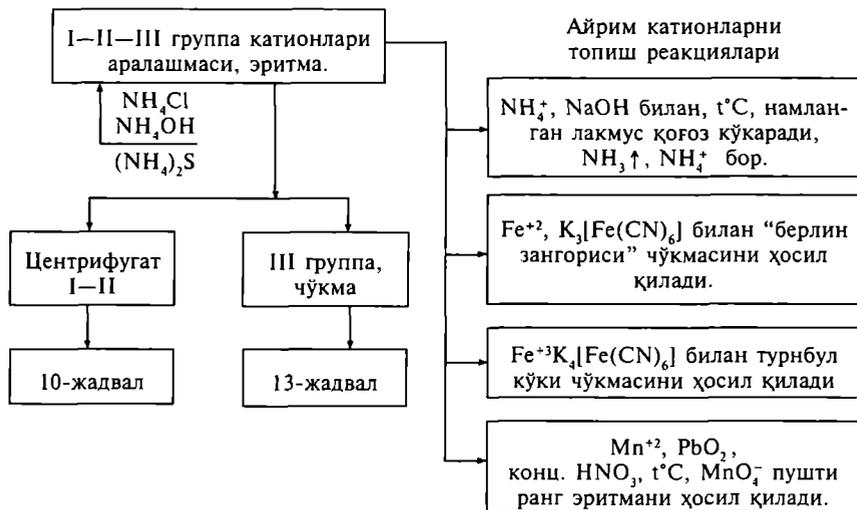 I—II—III группа катионлари
аралашмаси, эритма.
NH₄Cl
NH₄OH
(NH₄)₂S
Центрифугат
I—II
III группа,
чўкма
10-жадвал
13-жадвал
Айрим катионларни
топиш реакциялари
NH₄⁺, NaOH билан, t°C, намлан-
ган лакмус қоғоз кўкаради,
NH₃↑, NH₄⁺ бор.
Fe⁺², K₃[Fe(CN)₆] билан “берлин
зангориси” чўкмасини ҳосил
қилади.
Fe⁺³K₄[Fe(CN)₆] билан турнбул
кўки чўкмасини ҳосил қилади
Mn⁺², PbO₂,
конц. HNO₃, t°C, MnO₄⁻ пушти
ранг эритмани ҳосил қилади.